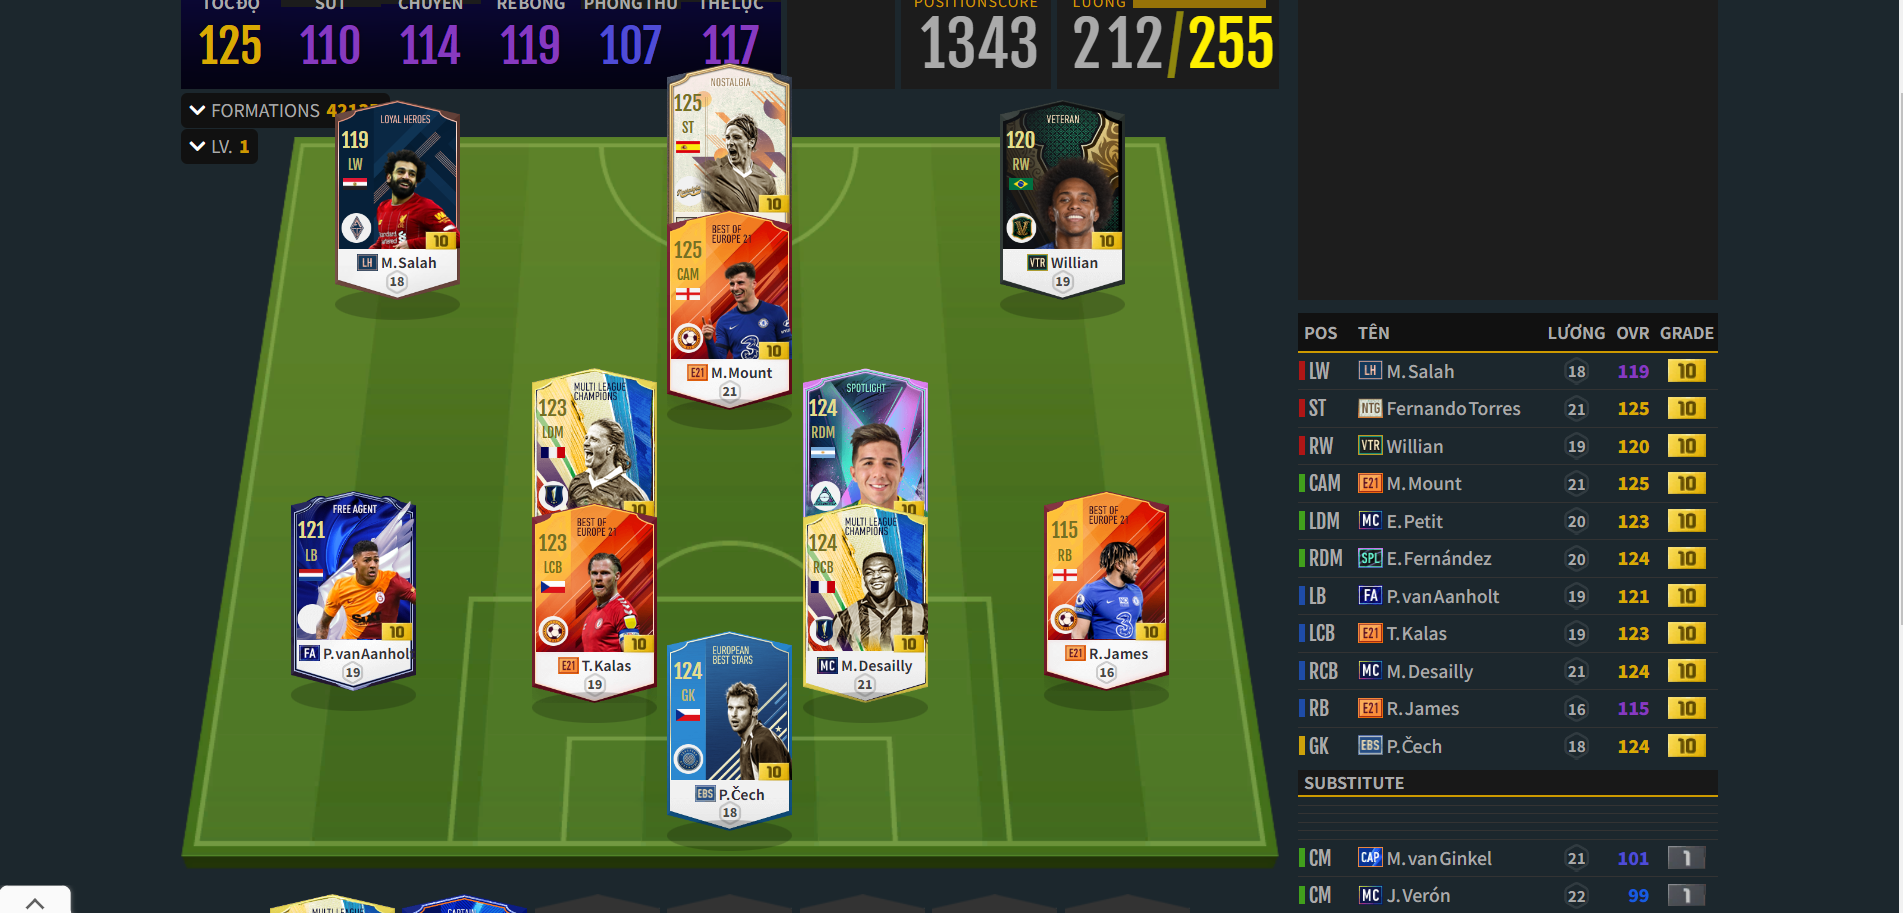 TỐC ĐỘ SÚT CHUYỀN RÊ BÓNG PHÒNG THỦ THỂ LỰC
125 110 114 119 107 117
POSITIONSCORE
1343
LƯƠNG
212/255
FORMATIONS
LV. 1
LOYAL HEROES
119
LW
10
LH M.Salah
18
NOSTALGIA
125
ST
10
VETERAN
120
RW
10
VTR Willian
19
BEST OF
EUROPE 21
125
CAM
10
E21 M.Mount
21
MULTI LEAGUE
CHAMPIONS
123
LDM
10
SPOTLIGHT
124
RDM
10
FREE AGENT
121
LB
10
FA P.vanAanhol
19
BEST OF
EUROPE 21
123
LCB
10
E21 T.Kalas
19
MULTI LEAGUE
CHAMPIONS
124
RCB
10
MC M.Desailly
21
BEST OF
EUROPE 21
115
RB
10
E21 R.James
16
EUROPEAN
BEST STARS
124
GK
10
EBS P.Čech
18
POS TÊN LƯƠNG OVR GRADE
LW LH M.Salah 18 119 10
ST NTG Fernando Torres 21 125 10
RW VTR Willian 19 120 10
CAM E21 M.Mount 21 125 10
LDM MC E.Petit 20 123 10
RDM SPL E.Fernández 20 124 10
LB FA P.vanAanholt 19 121 10
LCB E21 T.Kalas 19 123 10
RCB MC M.Desailly 21 124 10
RB E21 R.James 16 115 10
GK EBS P.Čech 18 124 10
SUBSTITUTE
CM CAP M.vanGinkel 21 101 1
CM MC J.Verón 22 99 1
MULTI LEAGUE
CAPTAIN